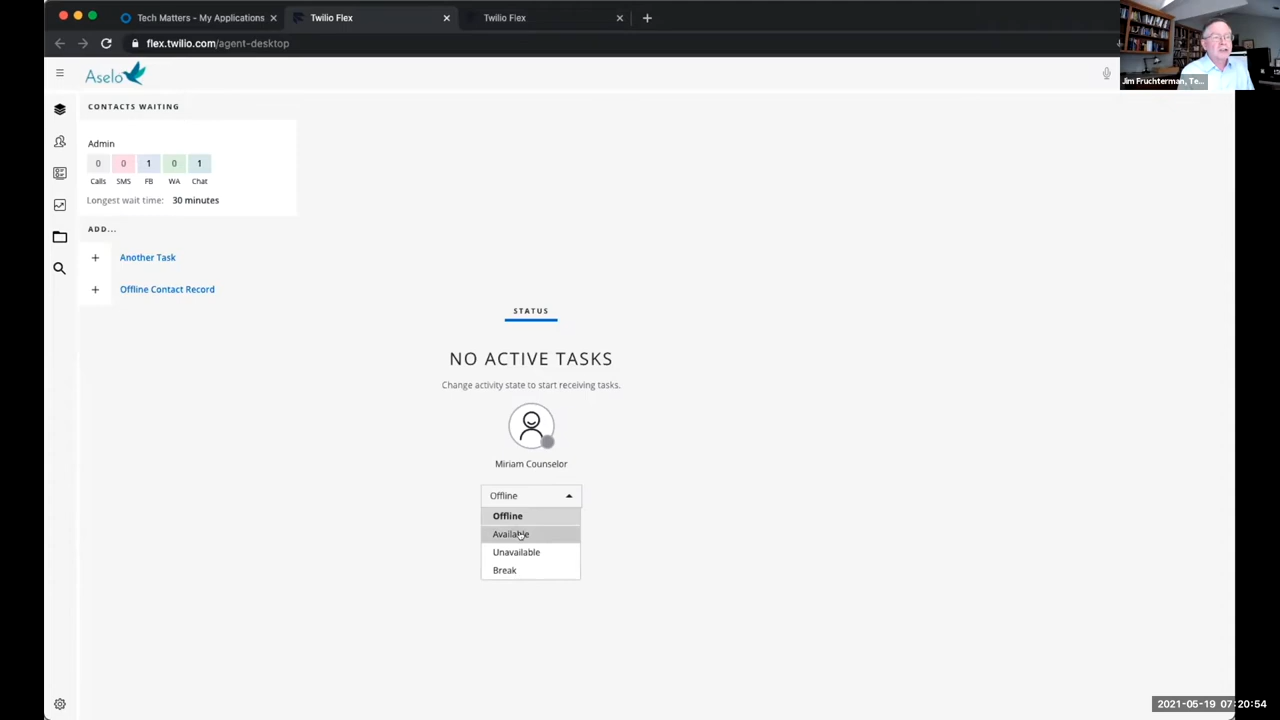 Tech Matters - My Applications
Twilio Flex
Twilio Flex
flex.twilio.com/agent-desktop
Jim Fruchterman, Te...
Aselo
CONTACTS WAITING
Admin
0 0 1 0 1
Calls SMS FB WA Chat
Longest wait time: 30 minutes
ADD...
+ Another Task
+ Offline Contact Record
STATUS
NO ACTIVE TASKS
Change activity state to start receiving tasks.
Miriam Counselor
Offline
Offline
Available
Unavailable
Break
2021-05-19 07:20:54